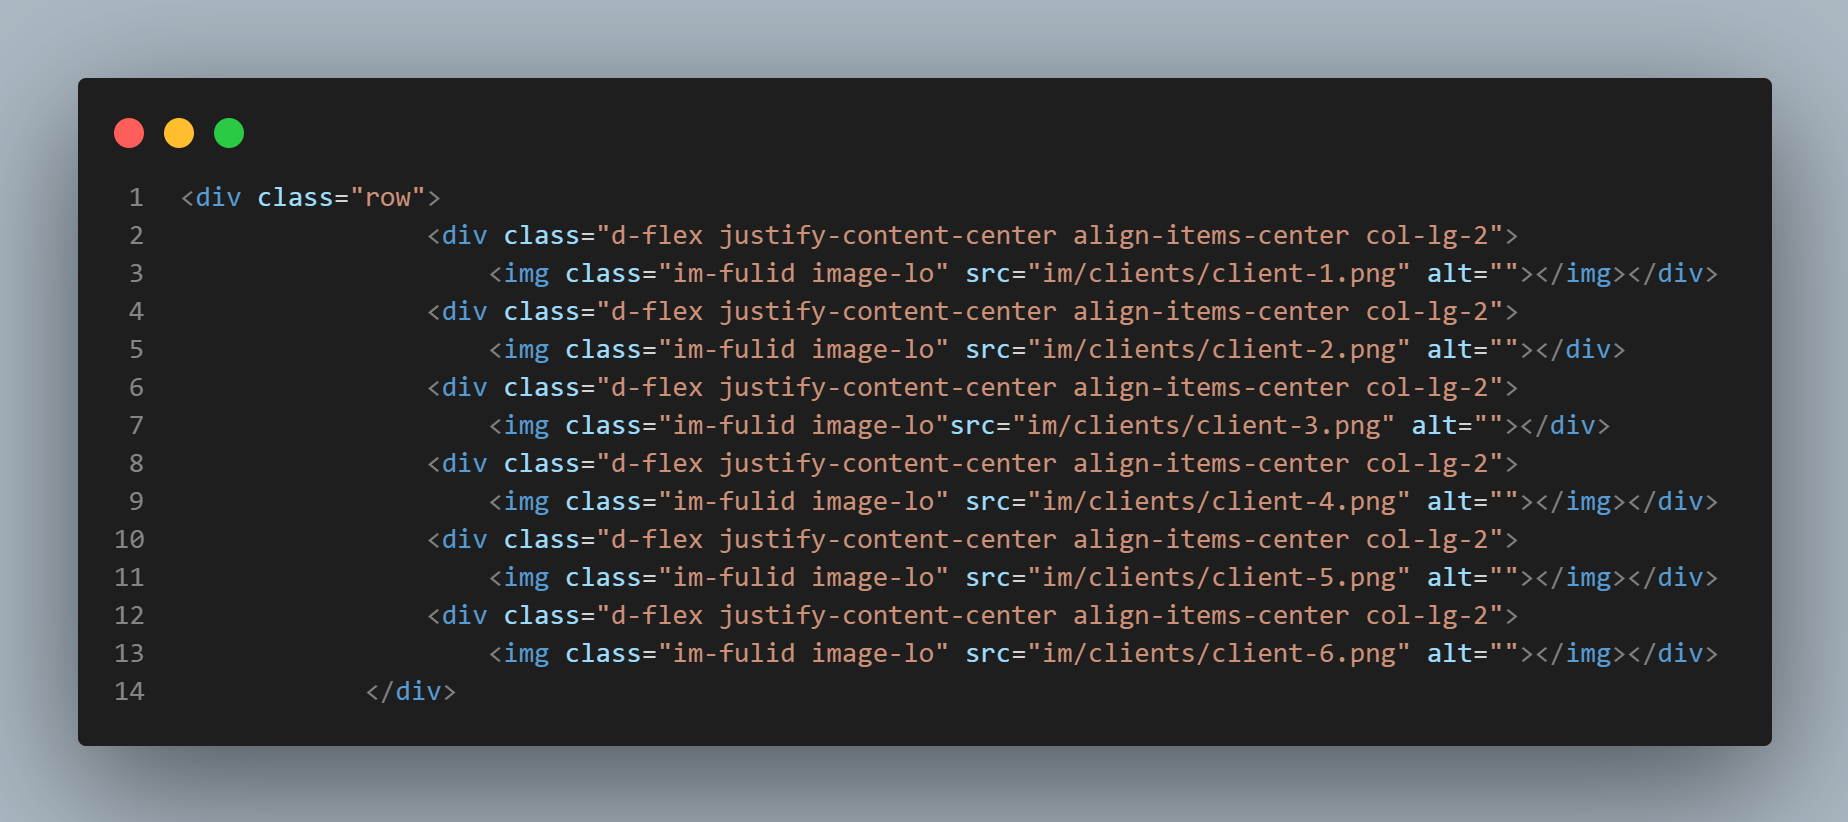 1 <div class="row">
2 <div class="d-flex justify-content-center align-items-center col-lg-2">
3 <img class="im-fulid image-lo" src="im/clients/client-1.png" alt=""></img></div>
4 <div class="d-flex justify-content-center align-items-center col-lg-2">
5 <img class="im-fulid image-lo" src="im/clients/client-2.png" alt=""></div>
6 <div class="d-flex justify-content-center align-items-center col-lg-2">
7 <img class="im-fulid image-lo"src="im/clients/client-3.png" alt=""></div>
8 <div class="d-flex justify-content-center align-items-center col-lg-2">
9 <img class="im-fulid image-lo" src="im/clients/client-4.png" alt=""></img></div>
10 <div class="d-flex justify-content-center align-items-center col-lg-2">
11 <img class="im-fulid image-lo" src="im/clients/client-5.png" alt=""></img></div>
12 <div class="d-flex justify-content-center align-items-center col-lg-2">
13 <img class="im-fulid image-lo" src="im/clients/client-6.png" alt=""></img></div>
14 </div>